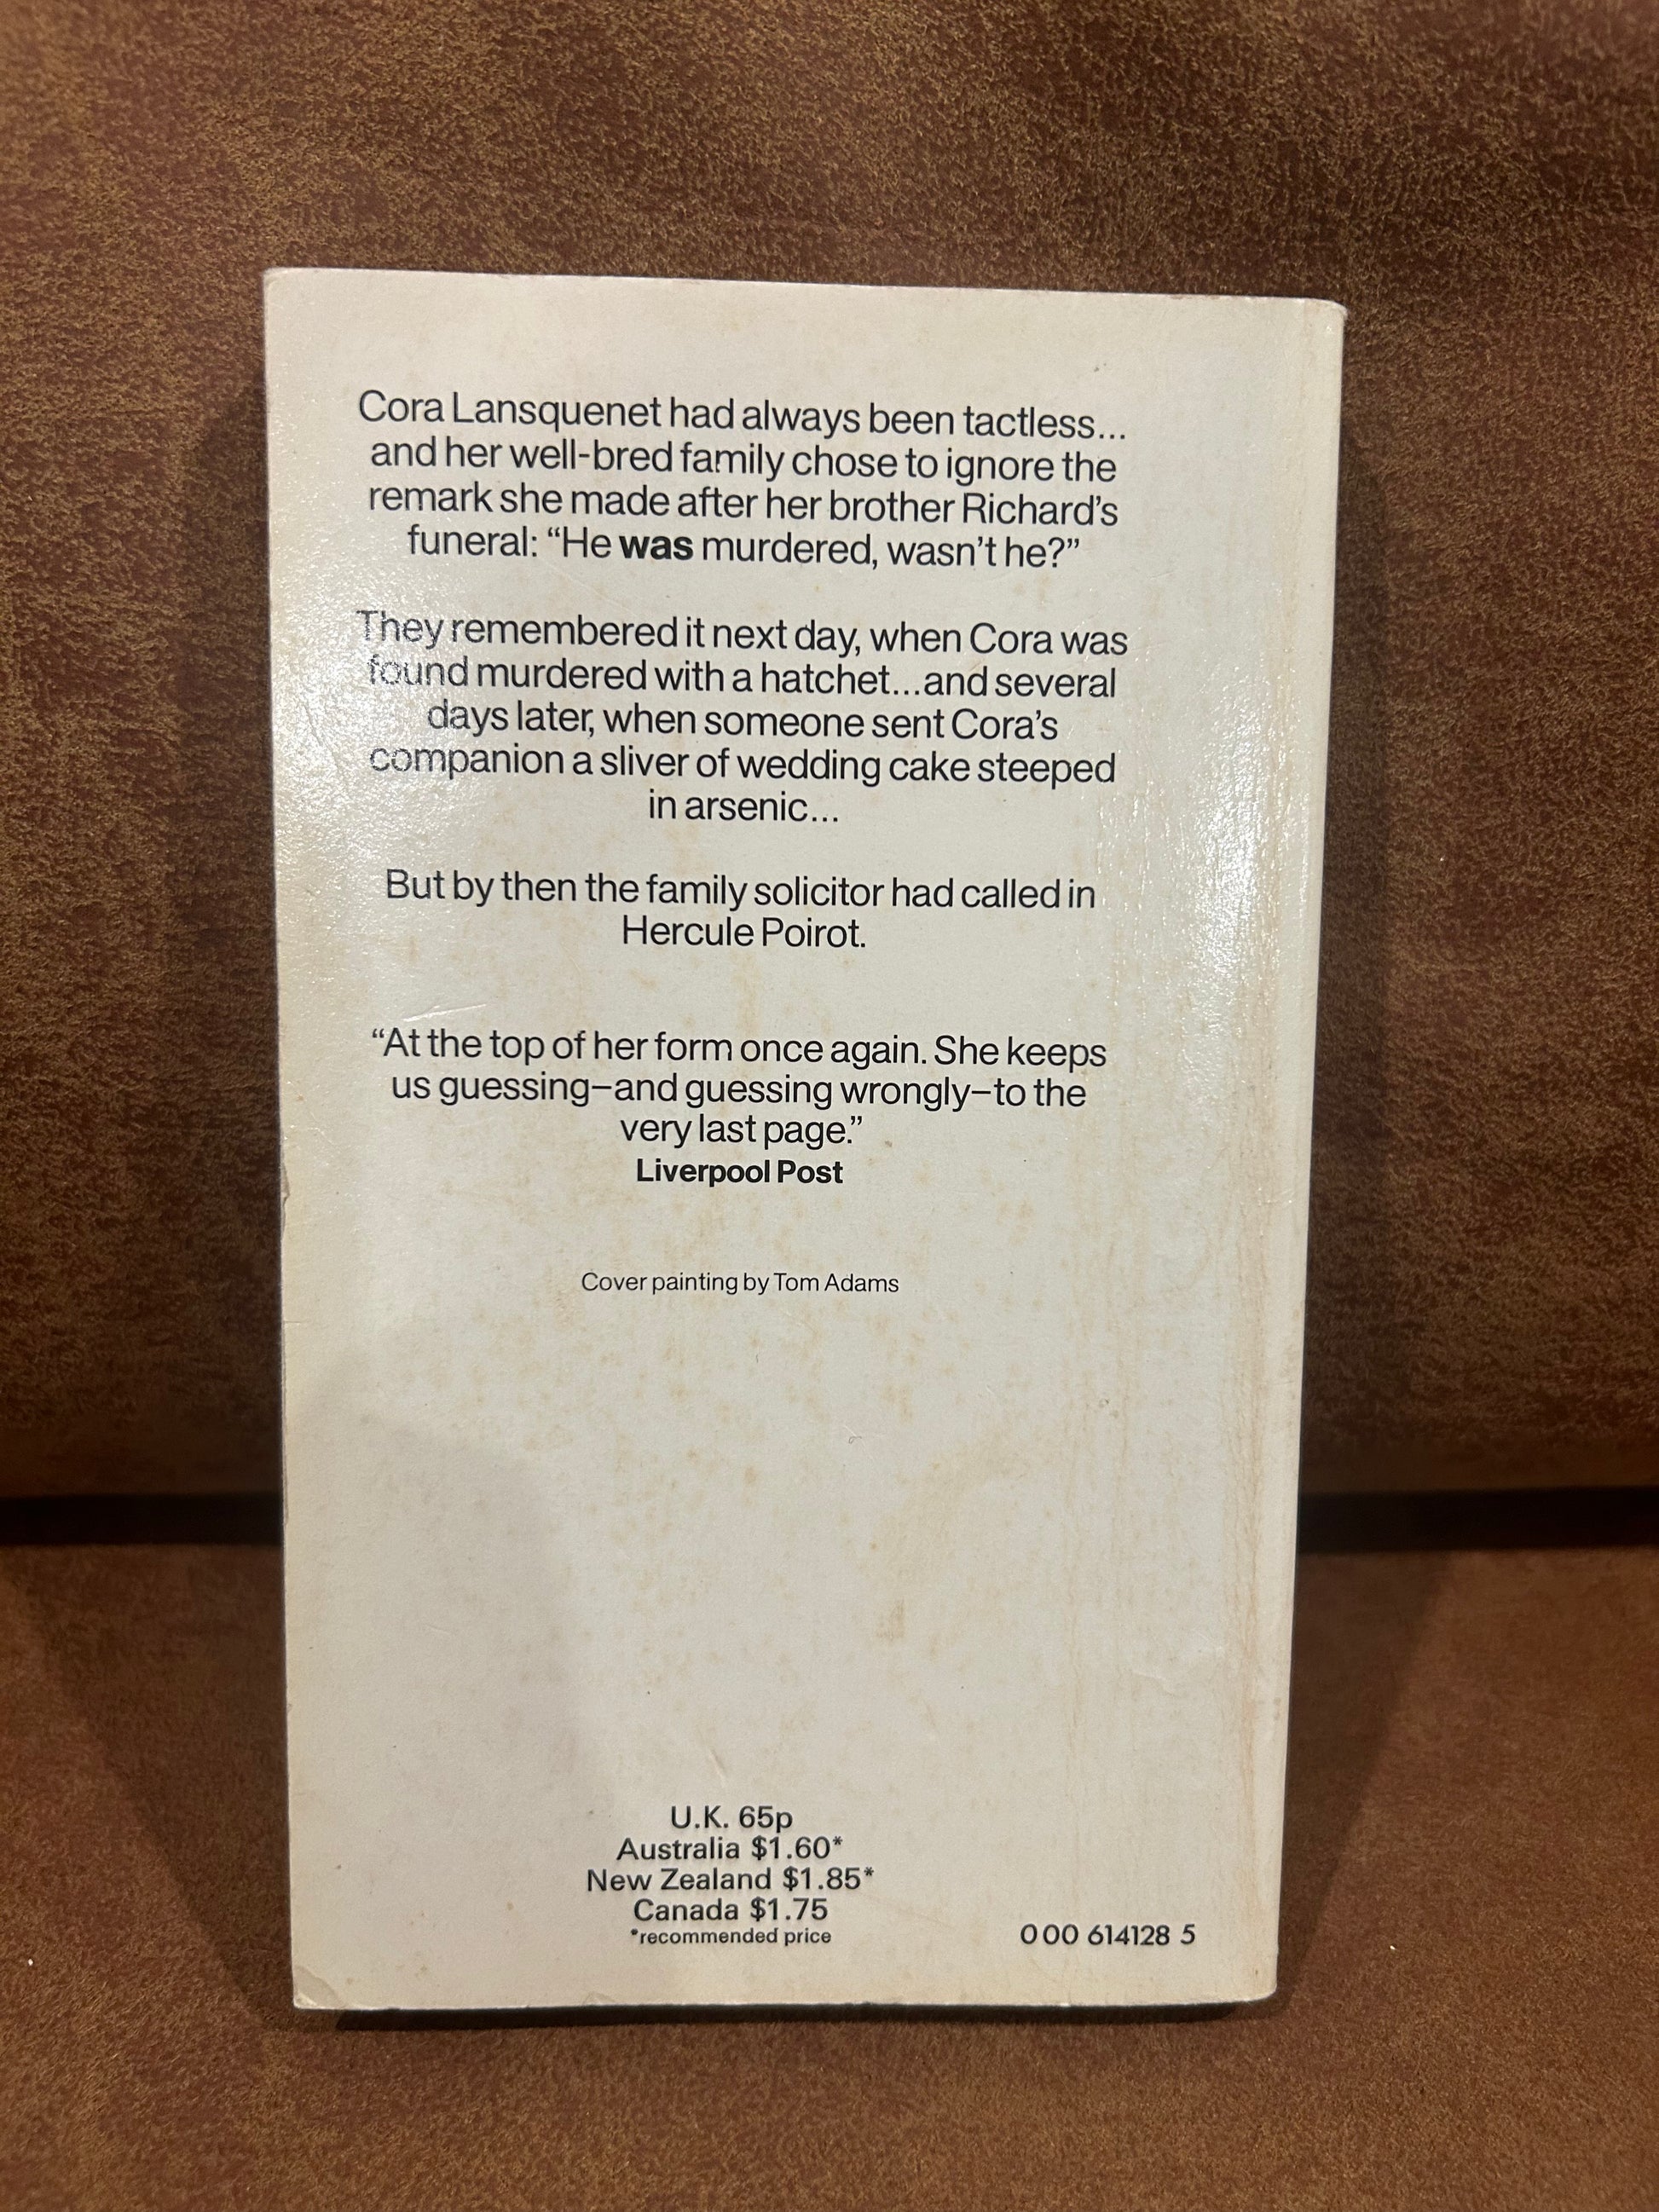 Cora Lansquenet had always been tactless...
and her well-bred family chose to ignore the
remark she made after her brother Richard's
funeral: “He was murdered, wasn't he?”
They remembered it next day, when Cora was
found murdered with a hatchet...and several
days later, when someone sent Cora's
companion a sliver of wedding cake steeped
in arsenic...
But by then the family solicitor had called in
Hercule Poirot.
“At the top of her form once again. She keeps
us guessing–and guessing wrongly–to the
very last page.”
Liverpool Post
Cover painting by Tom Adams
U.K. 65p
Australia $1.60*
New Zealand $1.85*
Canada $1.75
*recommended price
0 00 614128 5